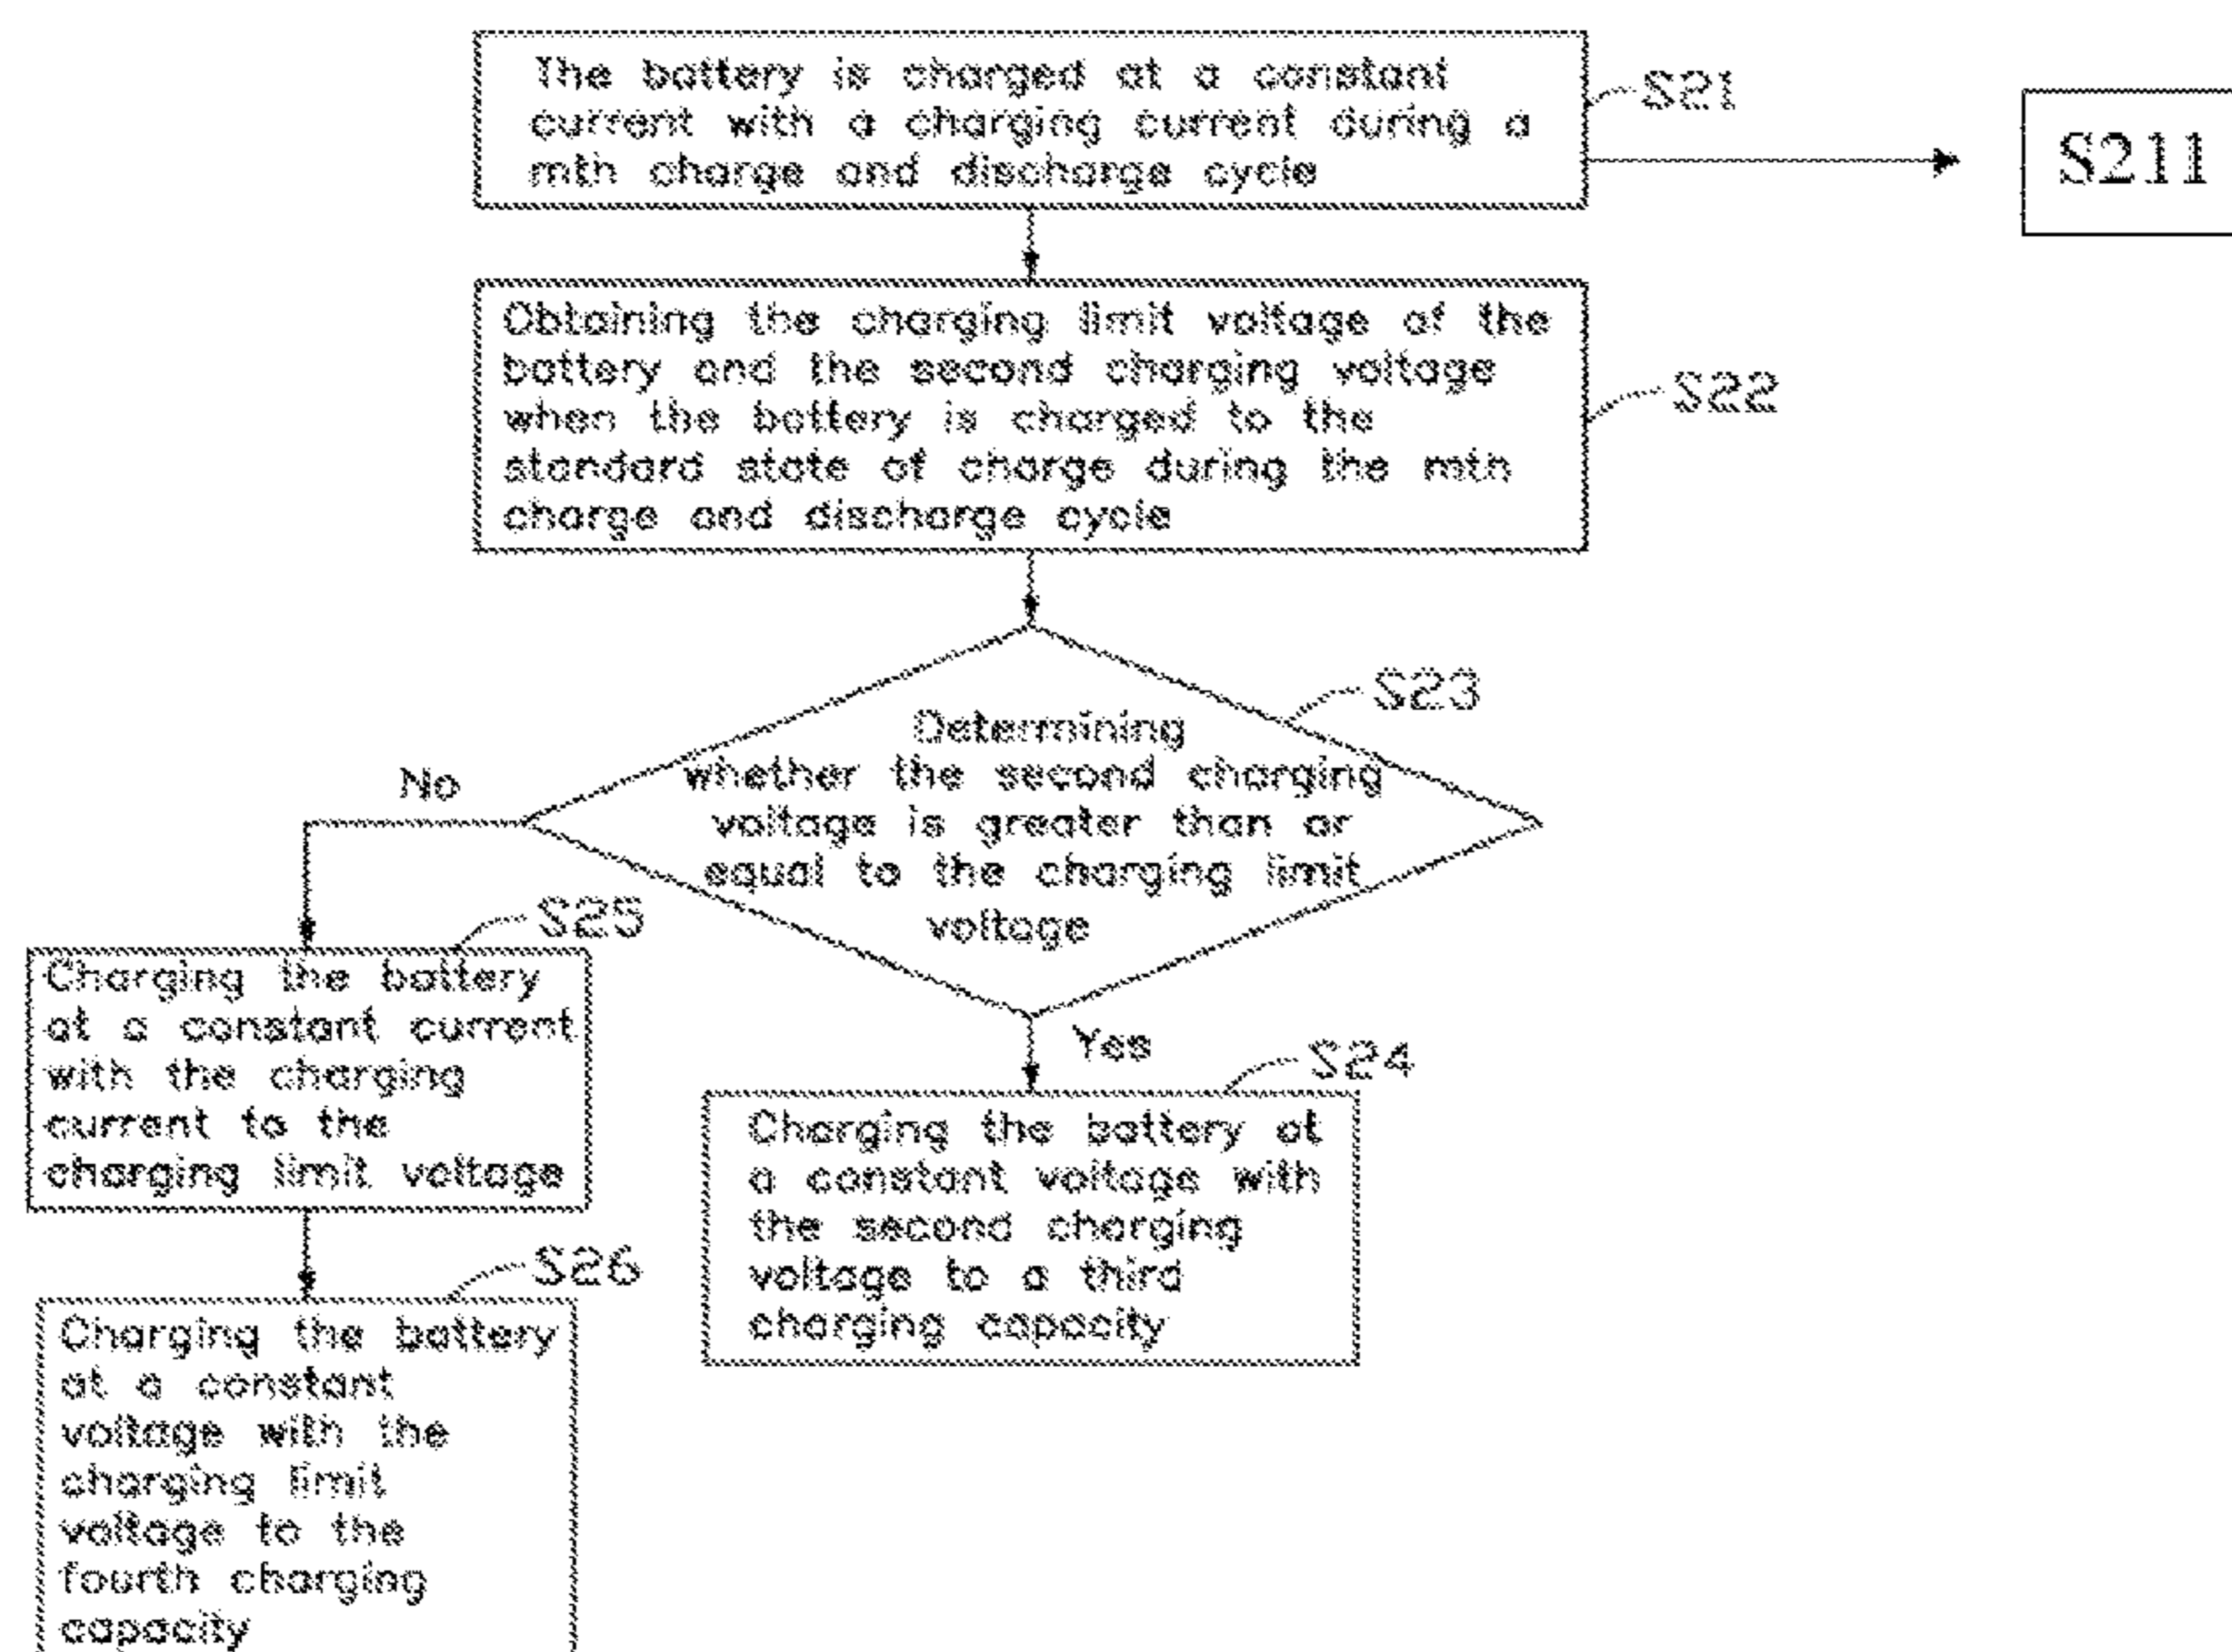 The battery is charged at a constant
current with a charging current during a
mth charge and discharge cycle
S21
S211
Obtaining the charging limit voltage of the
battery and the second charging voltage
when the battery is charged to the
standard state of charge during the mth
charge and discharge cycle
S22
S23
Determining
whether the second charging
voltage is greater than or
equal to the charging limit
voltage
No
Yes
S25
Charging the battery
at a constant current
with the charging
current to the
charging limit voltage
S24
Charging the battery at
a constant voltage with
the second charging
voltage to a third
charging capacity
S26
Charging the battery
at a constant
voltage with the
charging limit
voltage to the
fourth charging
capacity